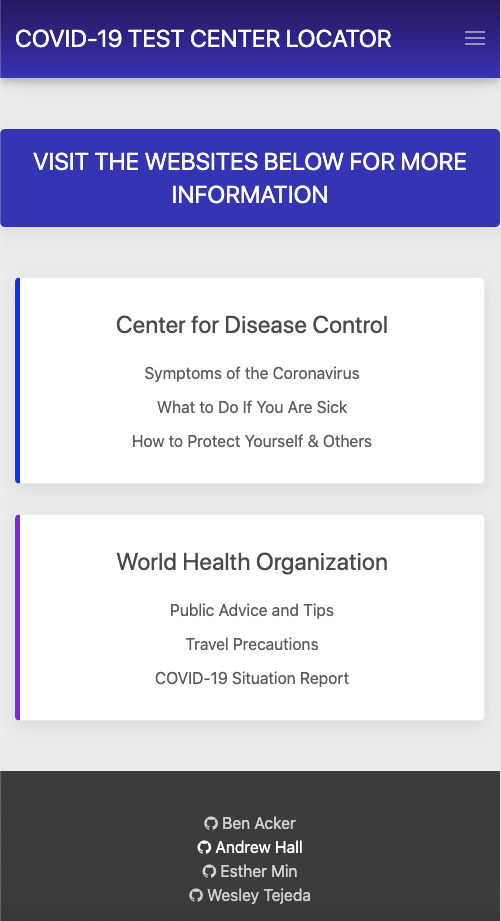 COVID-19 TEST CENTER LOCATOR
VISIT THE WEBSITES BELOW FOR MORE
INFORMATION
Center for Disease Control
Symptoms of the Coronavirus
What to Do If You Are Sick
How to Protect Yourself & Others
World Health Organization
Public Advice and Tips
Travel Precautions
COVID-19 Situation Report
Ben Acker
Andrew Hall
Esther Min
Wesley Tejeda